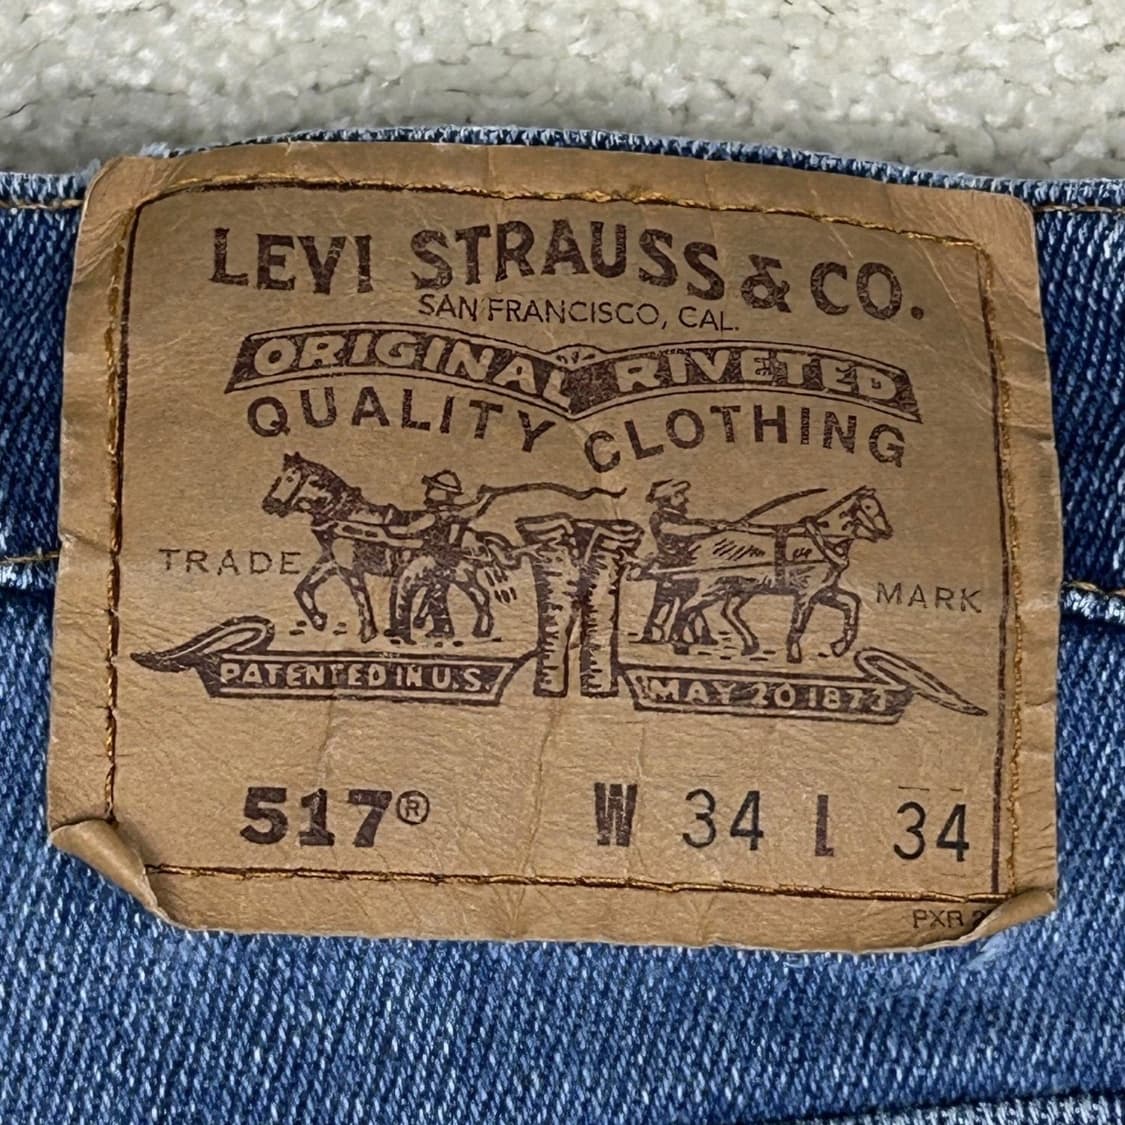 LEVI STRAUSS & CO.
SAN FRANCISCO, CAL.
ORIGINAL RIVETED
QUALITY CLOTHING
TRADE MARK
PATENTED IN U.S. MAY 20 1873
517® W 34 L 34
PXR